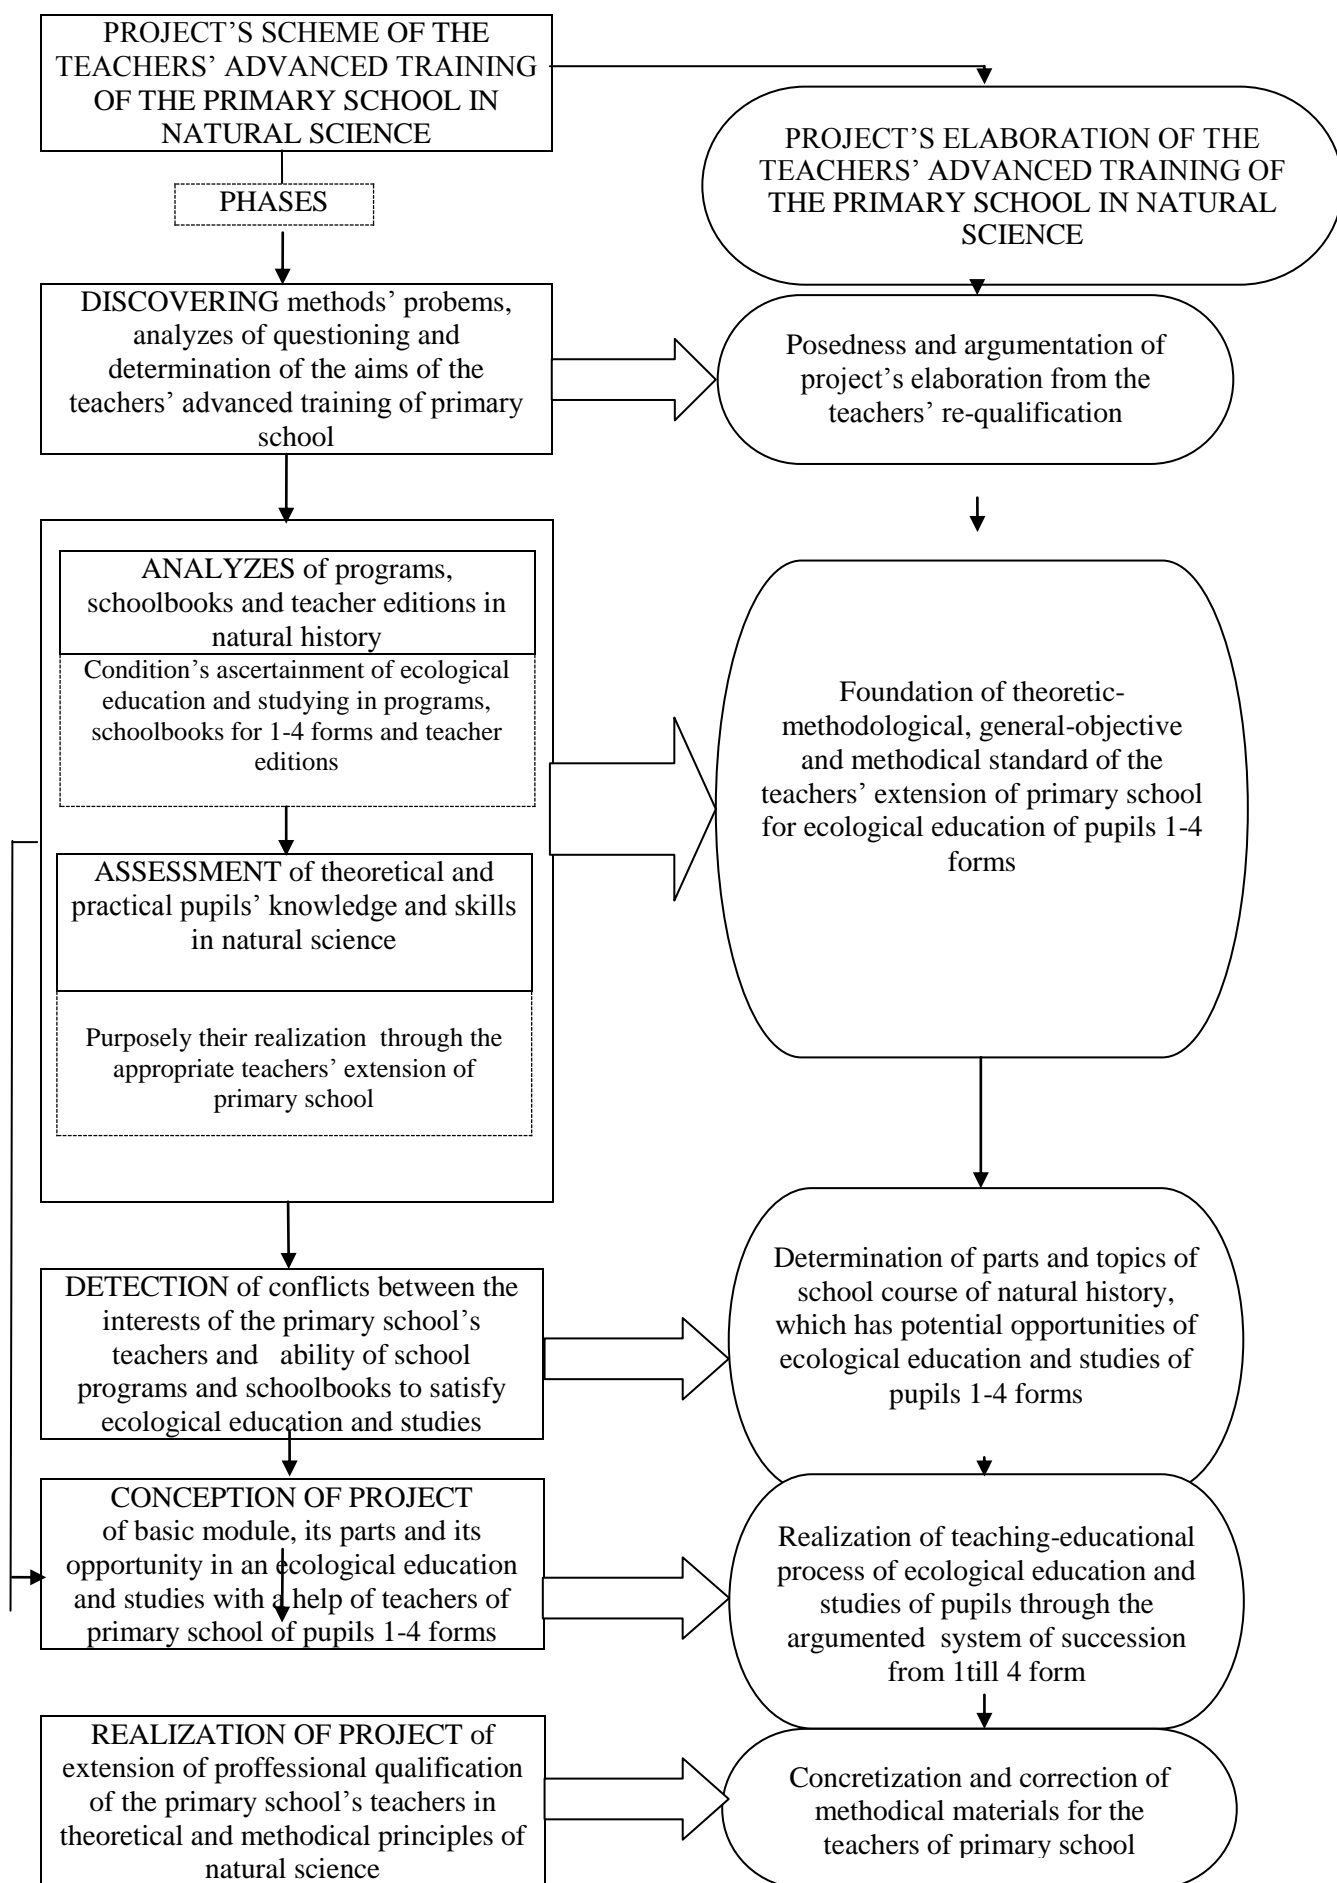 PROJECT’S SCHEME OF THE
TEACHERS’ ADVANCED TRAINING
OF THE PRIMARY SCHOOL IN
NATURAL SCIENCE
PROJECT’S ELABORATION OF THE
TEACHERS’ ADVANCED TRAINING OF
THE PRIMARY SCHOOL IN NATURAL
SCIENCE
PHASES
DISCOVERING methods’ probems,
analyzes of questioning and
determination of the aims of the
teachers’ advanced training of primary
school
Posedness and argumentation of
project’s elaboration from the
teachers’ re-qualification
ANALYZES of programs,
schoolbooks and teacher editions in
natural history
Condition’s ascertainment of ecological
education and studying in programs,
schoolbooks for 1-4 forms and teacher
editions
ASSESSMENT of theoretical and
practical pupils’ knowledge and skills
in natural science
Purposely their realization through the
appropriate teachers’ extension of
primary school
Foundation of theoretic-
methodological, general-objective
and methodical standard of the
teachers’ extension of primary school
for ecological education of pupils 1-4
forms
DETECTION of conflicts between the
interests of the primary school’s
teachers and ability of school
programs and schoolbooks to satisfy
ecological education and studies
Determination of parts and topics of
school course of natural history,
which has potential opportunities of
ecological education and studies of
pupils 1-4 forms
CONCEPTION OF PROJECT
of basic module, its parts and its
opportunity in an ecological education
and studies with a help of teachers of
primary school of pupils 1-4 forms
Realization of teaching-educational
process of ecological education and
studies of pupils through the
argumented system of succession
from 1till 4 form
REALIZATION OF PROJECT of
extension of proffessional qualification
of the primary school’s teachers in
theoretical and methodical principles of
natural science
Concretization and correction of
methodical materials for the
teachers of primary school